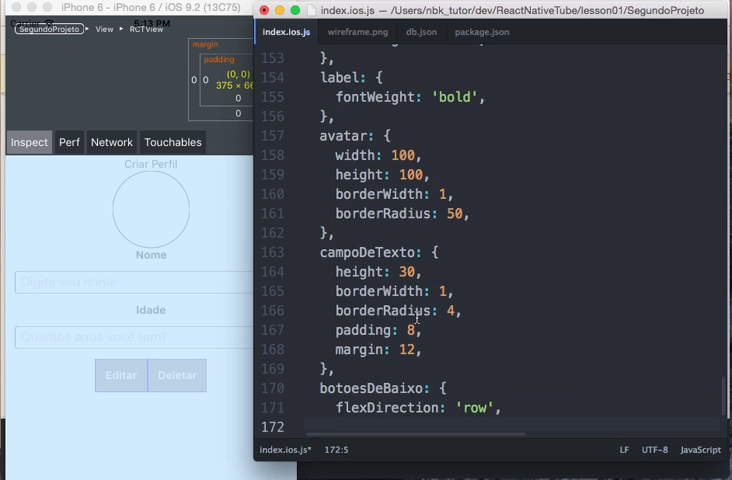 iPhone 6 - iPhone 6 / iOS 9.2 (13C75)
5:13 PM
SegundoProjeto ▸ View ▸ RCTView
margin
padding
(0, 0)
0 0 375 × 66
0
0
Inspect Perf Network Touchables
Criar Perfil
Nome
Digite seu nome
Idade
Quantos anos você tem?
Editar Deletar
index.ios.js — /Users/nbk_tutor/dev/ReactNativeTube/lesson01/SegundoProjeto
index.ios.js wireframe.png db.json package.json
153 },
154 label: {
155 fontWeight: 'bold',
156 },
157 avatar: {
158 width: 100,
159 height: 100,
160 borderWidth: 1,
161 borderRadius: 50,
162 },
163 campoDeTexto: {
164 height: 30,
165 borderWidth: 1,
166 borderRadius: 4,
167 padding: 8,
168 margin: 12,
169 },
170 botoesDeBaixo: {
171 flexDirection: 'row',
172
index.ios.js* 172:5 LF UTF-8 JavaScript